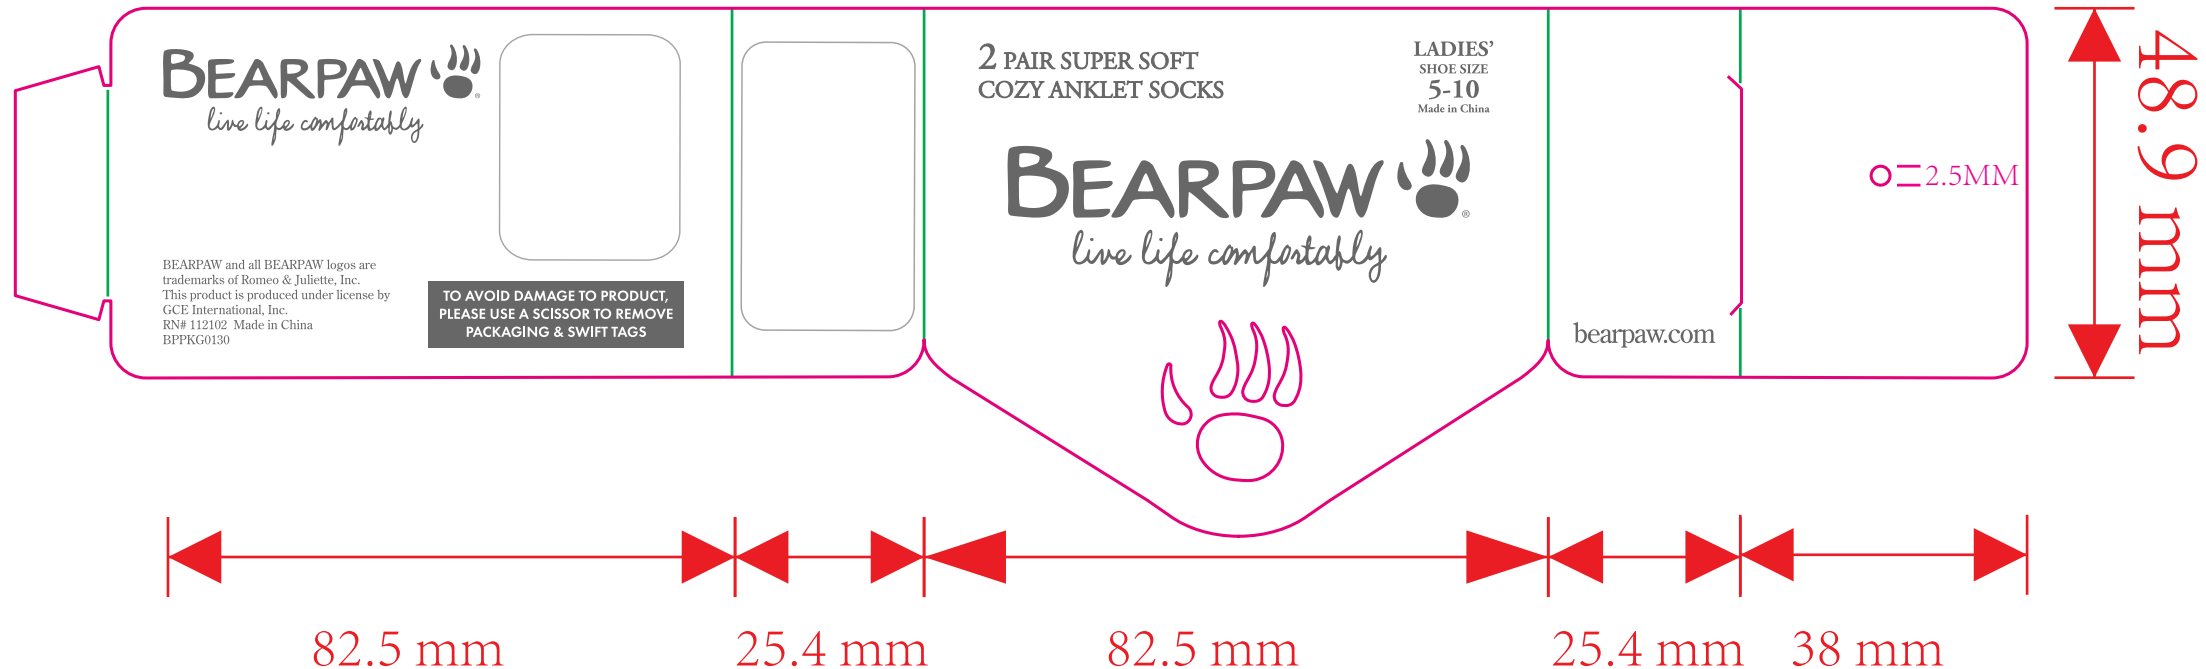 BEARPAW
®
live life comfortably
BEARPAW and all BEARPAW logos are
trademarks of Romeo & Juliette, Inc.
This product is produced under license by
GCE International, Inc.
RN# 112102 Made in China
BPPKG0130
TO AVOID DAMAGE TO PRODUCT,
PLEASE USE A SCISSOR TO REMOVE
PACKAGING & SWIFT TAGS
2 PAIR SUPER SOFT
COZY ANKLET SOCKS
LADIES’
SHOE SIZE
5-10
Made in China
BEARPAW
®
live life comfortably
bearpaw.com
2.5MM
48.9 mm
82.5 mm
25.4 mm
82.5 mm
25.4 mm
38 mm